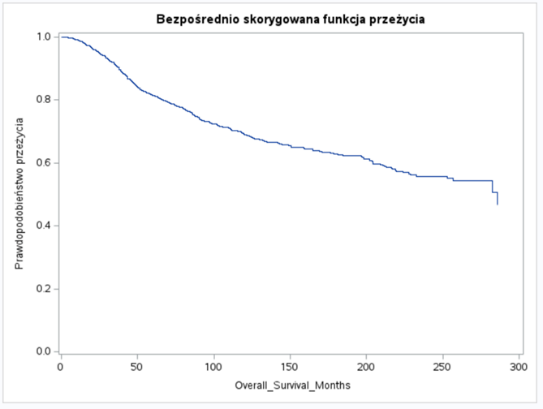 Bezpośrednio skorygowana funkcja przeżycia
Prawdopodobieństwo przeżycia
1.0
0.8
0.6
0.4
0.2
0.0
0 50 100 150 200 250 300
Overall_Survival_Months